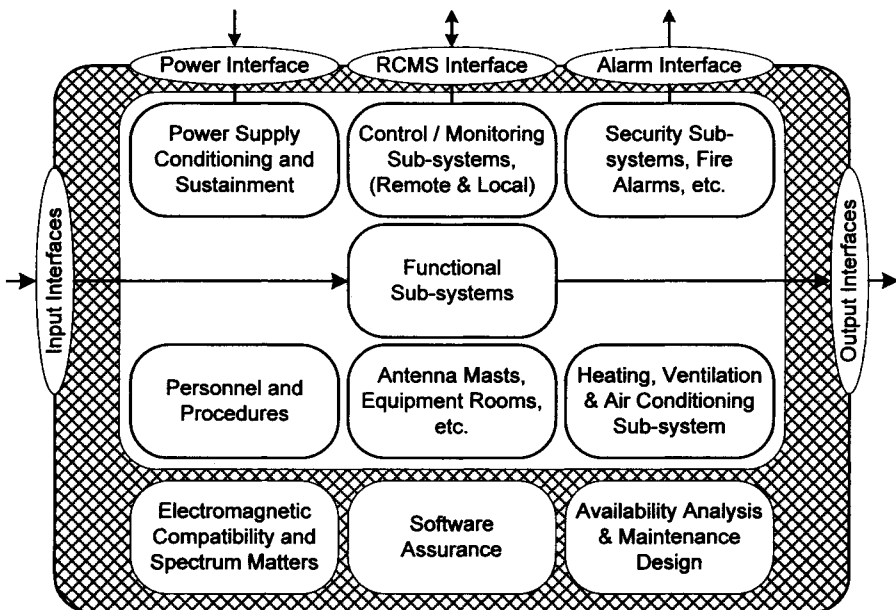 Power Interface
RCMS Interface
Alarm Interface
Power Supply
Conditioning and
Sustainment
Control / Monitoring
Sub-systems,
(Remote & Local)
Security Sub-
systems, Fire
Alarms, etc.
Input Interfaces
Functional
Sub-systems
Output Interfaces
Personnel and
Procedures
Antenna Masts,
Equipment Rooms,
etc.
Heating, Ventilation
& Air Conditioning
Sub-system
Electromagnetic
Compatibility and
Spectrum Matters
Software
Assurance
Availability Analysis
& Maintenance
Design